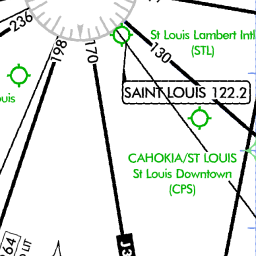 236
198
170
130
St Louis Lambert Intl
(STL)
SAINT LOUIS 122.2
CAHOKIA/ST LOUIS
St Louis Downtown
(CPS)